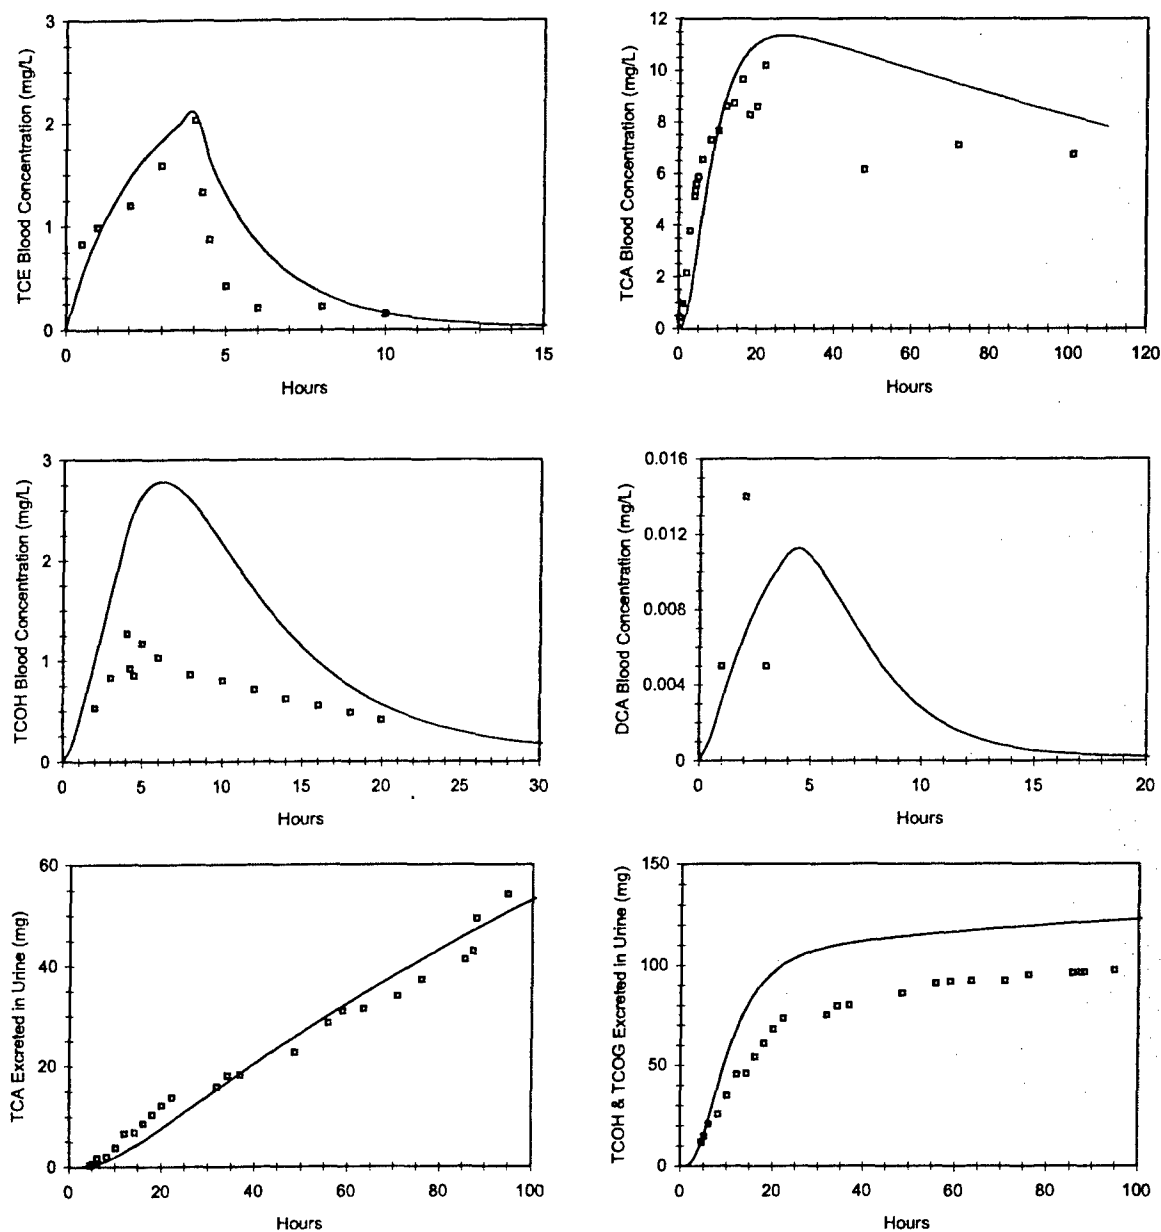 3
2
1
0
TCE Blood Concentration (mg/L)
0 5 10 15
Hours
12
10
8
6
4
2
0
TCA Blood Concentration (mg/L)
0 20 40 60 80 100 120
Hours
3
2
1
0
TCOH Blood Concentration (mg/L)
0 5 10 15 20 25 30
Hours
0.016
0.012
0.008
0.004
0
DCA Blood Concentration (mg/L)
0 5 10 15 20
Hours
60
40
20
0
TCA Excreted in Urine (mg)
0 20 40 60 80 100
Hours
150
100
50
0
TCOH & TCOG Excreted in Urine (mg)
0 20 40 60 80 100
Hours